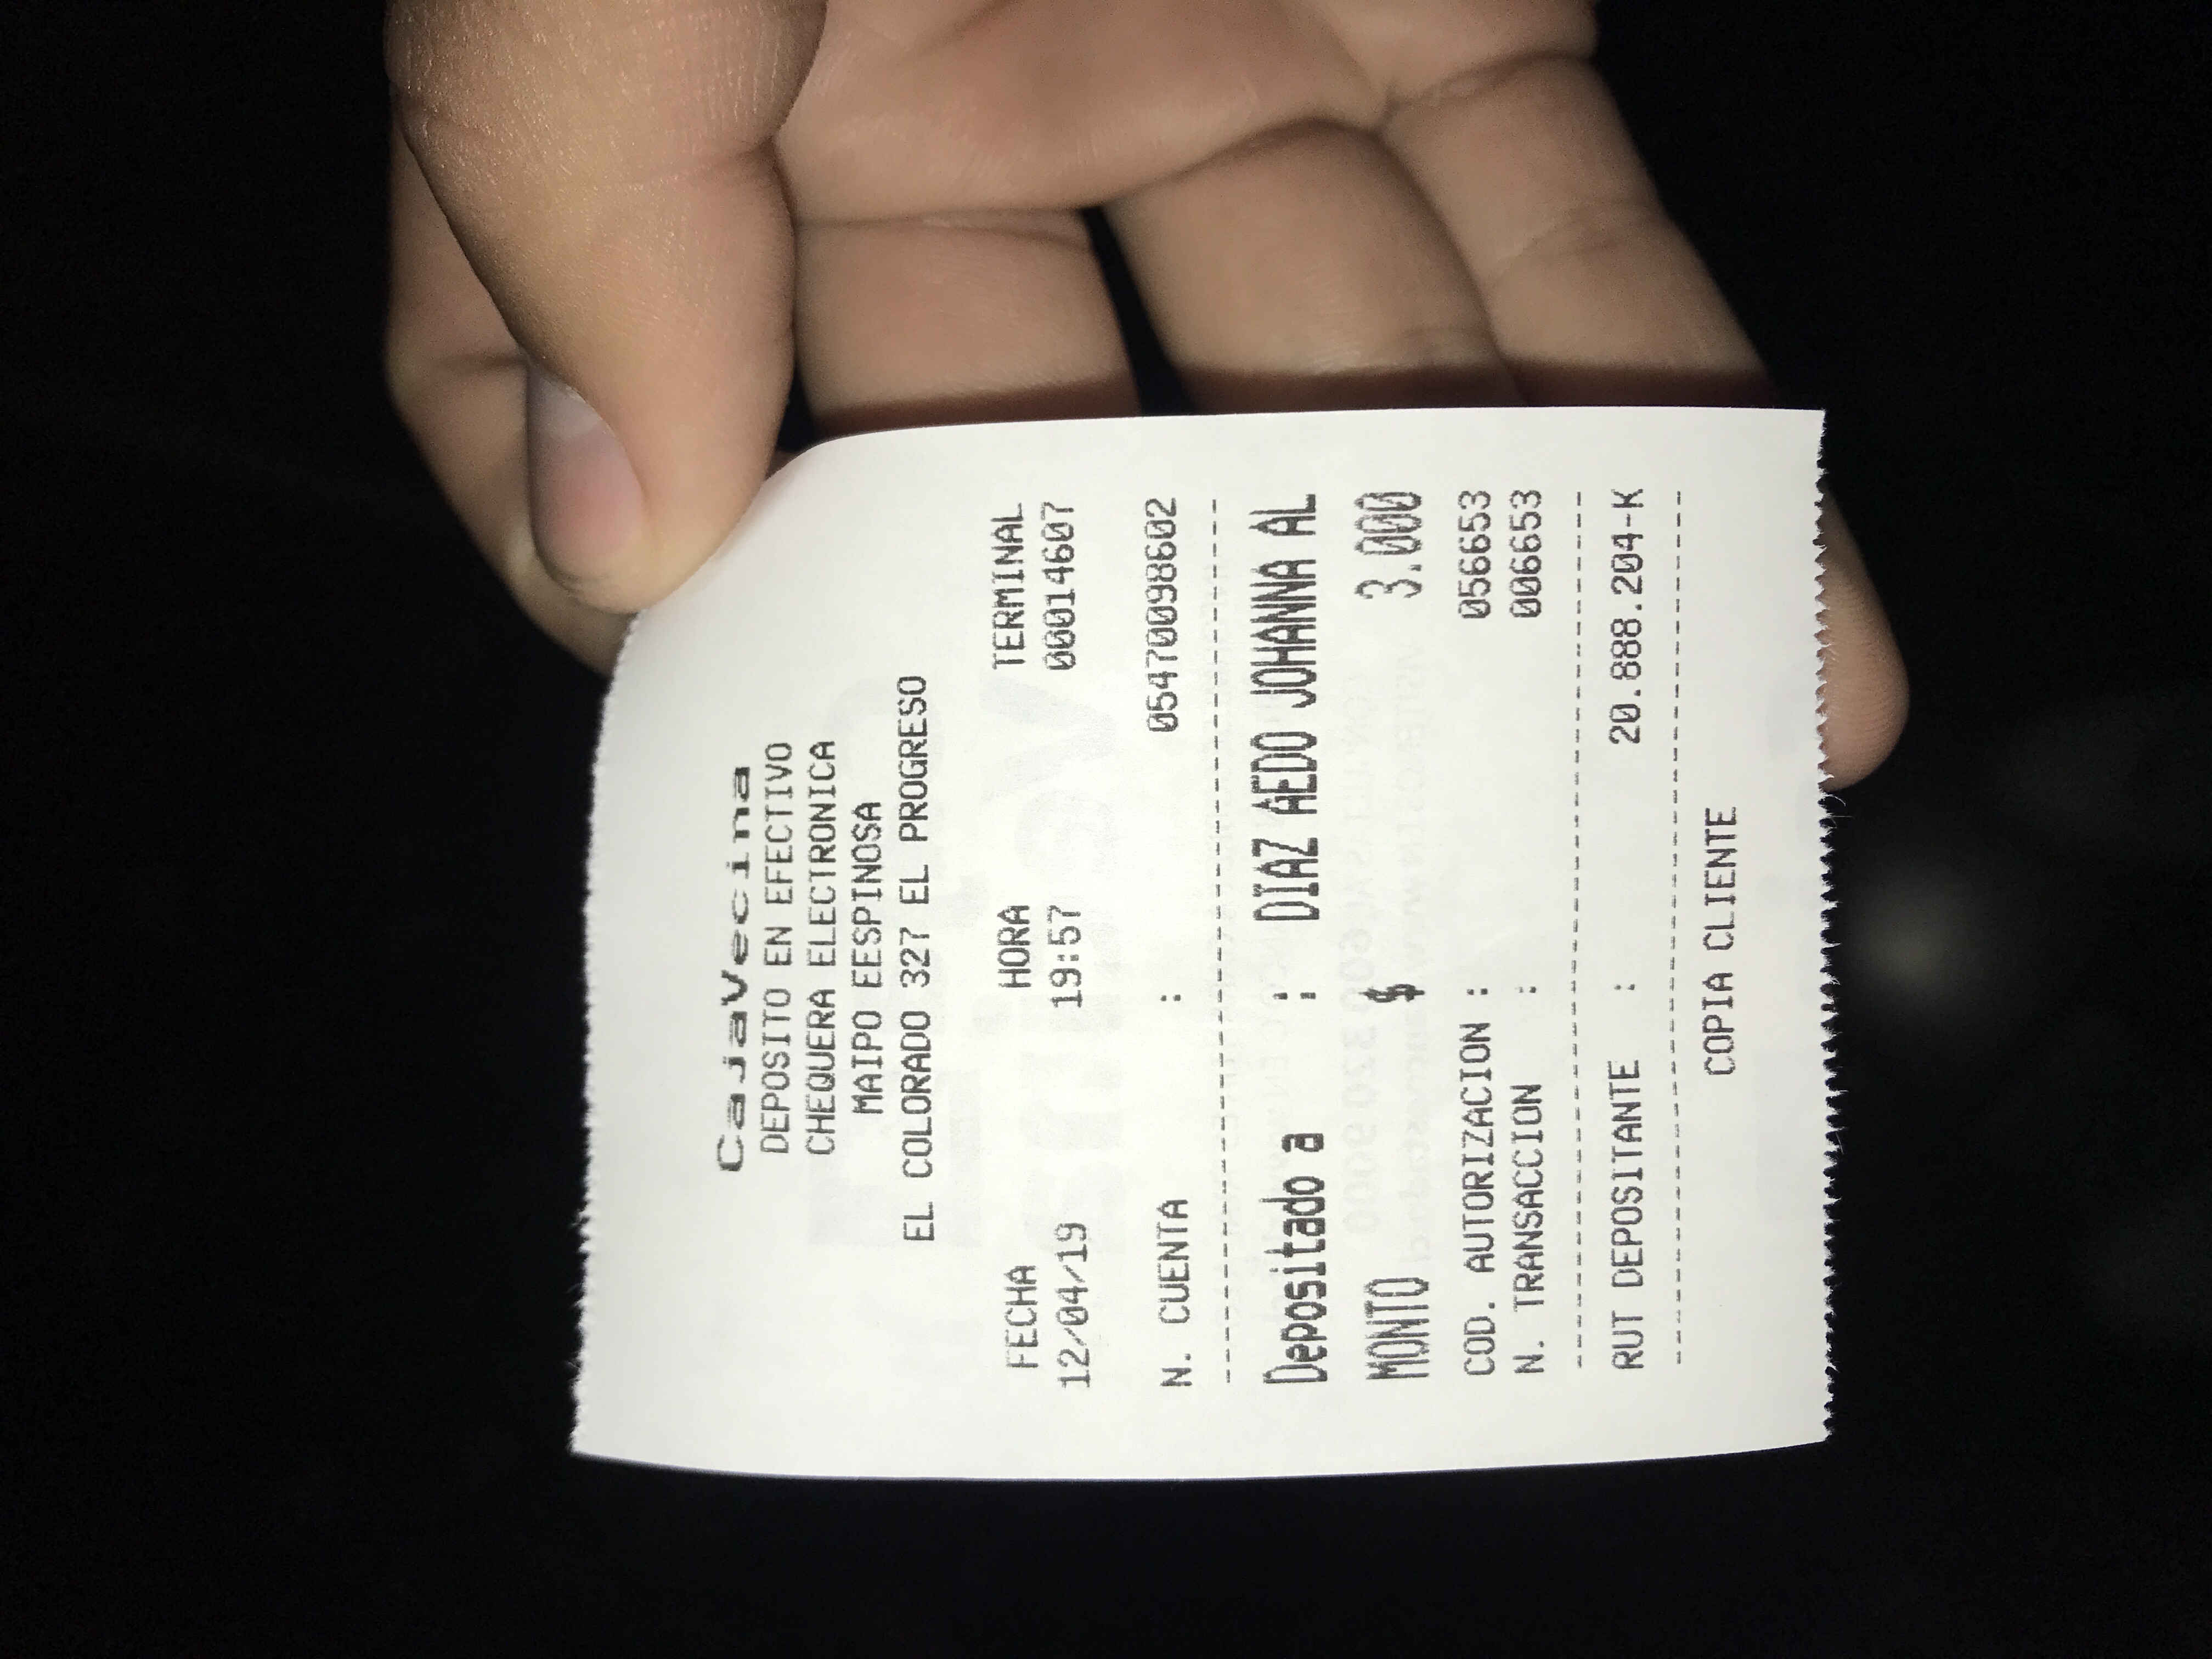 CajaVecina
DEPOSITO EN EFECTIVO
CHEQUERA ELECTRONICA
MAIPO EESPINOSA
EL COLORADO 327 EL PROGRESO
FECHA HORA TERMINAL
12/04/19 19:57 00014607
N. CUENTA : 05470098602
Depositado a : DIAZ AEDO JOHANNA AL
MONTO $ 3.000
COD. AUTORIZACION : 056653
N. TRANSACCION : 006653
RUT DEPOSITANTE : 20.888.204-K
COPIA CLIENTE